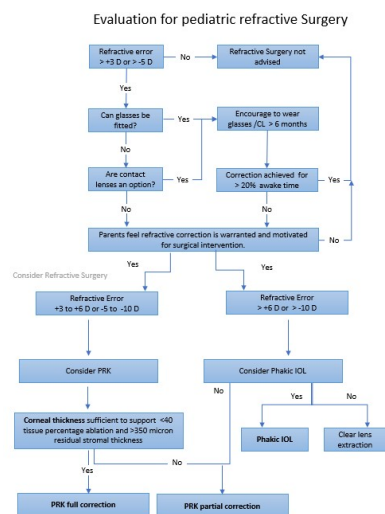 Evaluation for pediatric refractive Surgery
Refractive error
> +3 D or > -5 D
No
Refractive Surgery not
advised
Yes
Can glasses be
fitted?
Yes
Encourage to wear
glasses /CL > 6 months
No
Are contact
lenses an option?
Yes
Correction achieved for
> 20% awake time
Yes
No
No
Parents feel refractive correction is warranted and motivated
for surgical intervention.
No
Yes
Yes
Consider Refractive Surgery
Refractive Error
+3 to +6 D or -5 to -10 D
Refractive Error
> +6 D or > -10 D
Consider PRK
Consider Phakic IOL
No
Yes
No
Corneal thickness sufficient to support <40
tissue percentage ablation and >350 micron
residual stromal thickness
Phakic IOL
Clear lens
extraction
Yes
No
PRK full correction
PRK partial correction